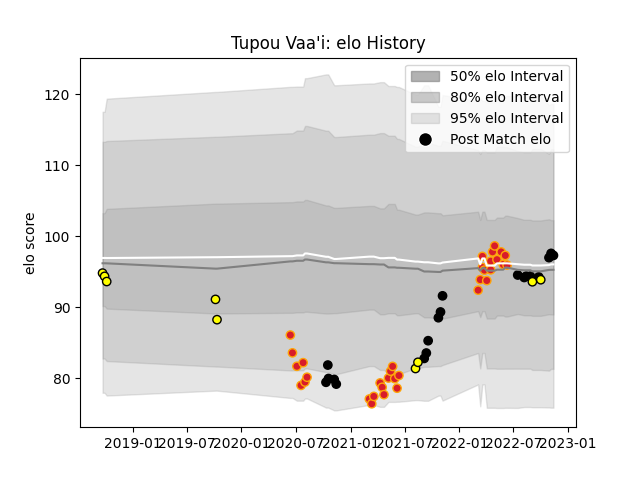 Tupou Vaa'i: elo History
50% elo Interval
80% elo Interval
95% elo Interval
Post Match elo
elo score
120
110
100
90
80
2019-01 2019-07 2020-01 2020-07 2021-01 2021-07 2022-01 2022-07 2023-01